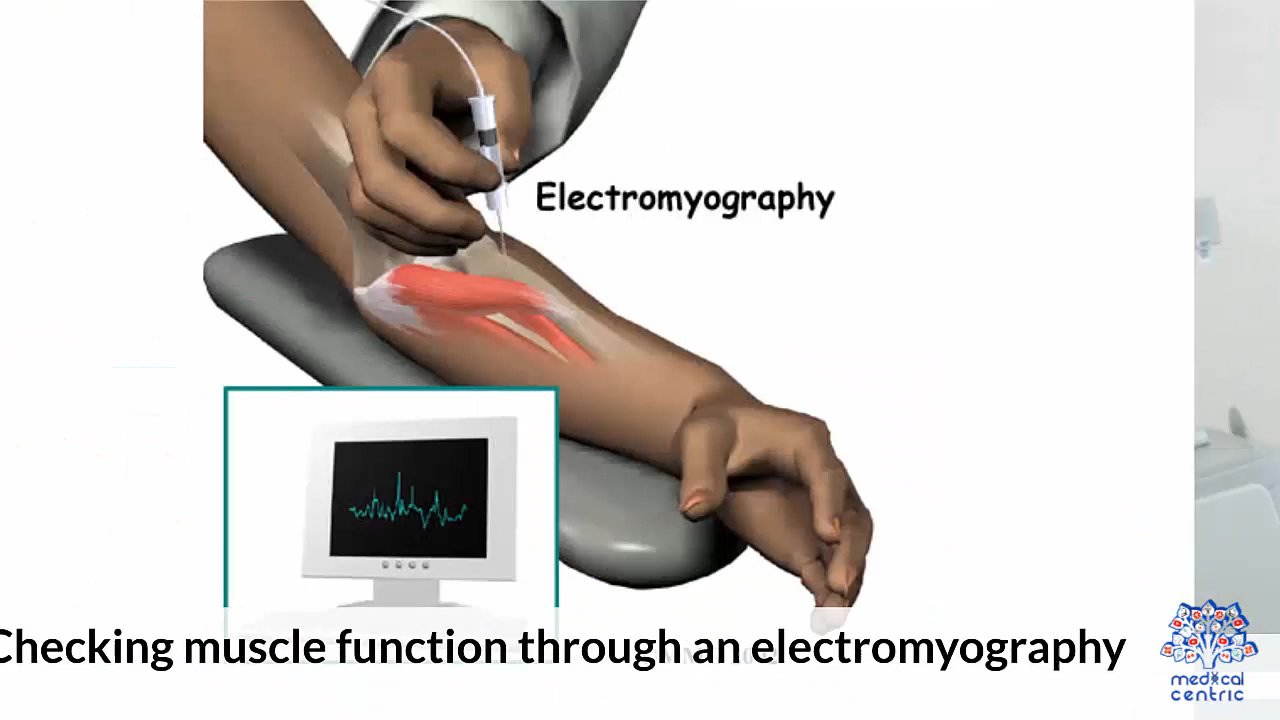 Electromyography
Checking muscle function through an electromyography
medical
centric